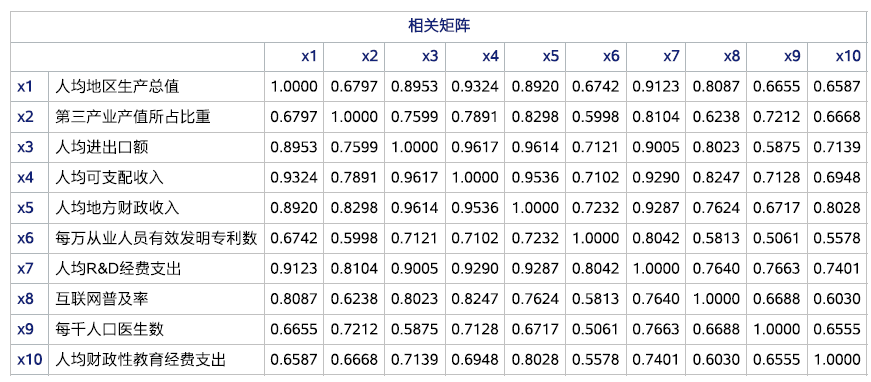 相关矩阵
x1 x2 x3 x4 x5 x6 x7 x8 x9 x10
x1 人均地区生产总值 1.0000 0.6797 0.8953 0.9324 0.8920 0.6742 0.9123 0.8087 0.6655 0.6587
x2 第三产业产值所占比重 0.6797 1.0000 0.7599 0.7891 0.8298 0.5998 0.8104 0.6238 0.7212 0.6668
x3 人均进出口额 0.8953 0.7599 1.0000 0.9617 0.9614 0.7121 0.9005 0.8023 0.5875 0.7139
x4 人均可支配收入 0.9324 0.7891 0.9617 1.0000 0.9536 0.7102 0.9290 0.8247 0.7128 0.6948
x5 人均地方财政收入 0.8920 0.8298 0.9614 0.9536 1.0000 0.7232 0.9287 0.7624 0.6717 0.8028
x6 每万从业人员有效发明专利数 0.6742 0.5998 0.7121 0.7102 0.7232 1.0000 0.8042 0.5813 0.5061 0.5578
x7 人均R&D经费支出 0.9123 0.8104 0.9005 0.9290 0.9287 0.8042 1.0000 0.7640 0.7663 0.7401
x8 互联网普及率 0.8087 0.6238 0.8023 0.8247 0.7624 0.5813 0.7640 1.0000 0.6688 0.6030
x9 每千人口医生数 0.6655 0.7212 0.5875 0.7128 0.6717 0.5061 0.7663 0.6688 1.0000 0.6555
x10 人均财政性教育经费支出 0.6587 0.6668 0.7139 0.6948 0.8028 0.5578 0.7401 0.6030 0.6555 1.0000